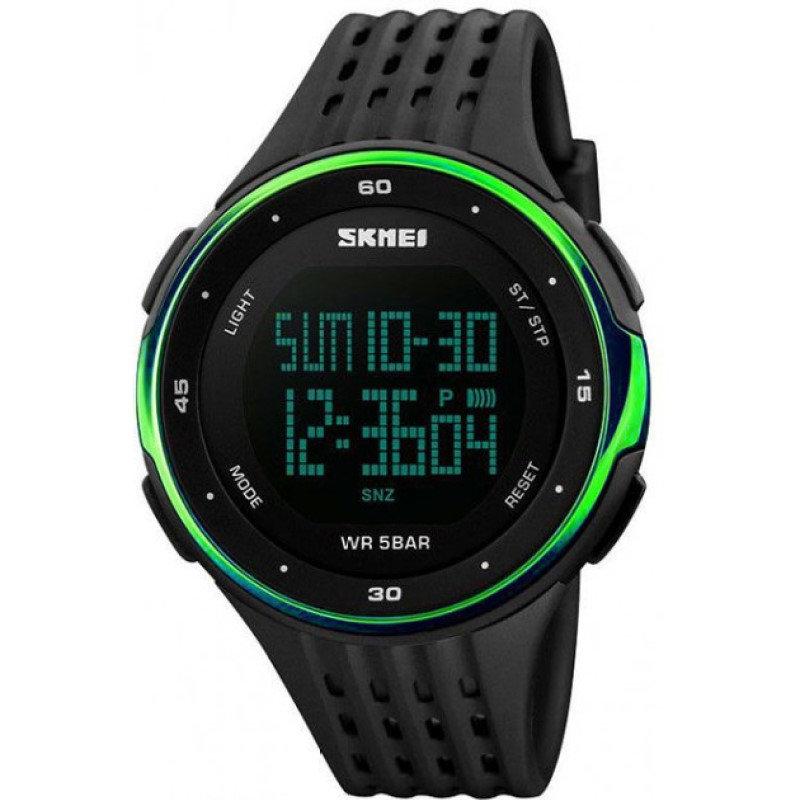 60
SKMEI
LIGHT
ST/STP
SUN 10-30
45
15
P
12:36 04
SNZ
MODE
RESET
WR 5BAR
30